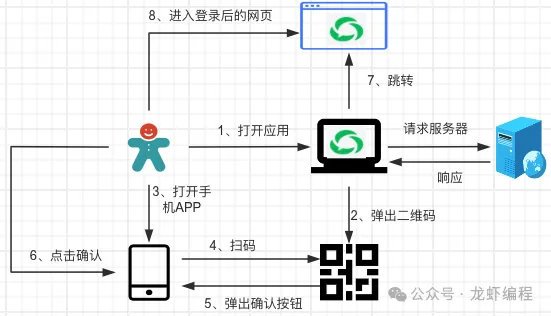 8、进入登录后的网页
7、跳转
1、打开应用
请求服务器
响应
3、打开手
机APP
2、弹出二维码
6、点击确认
4、扫码
5、弹出确认按钮
公众号 · 龙虾编程